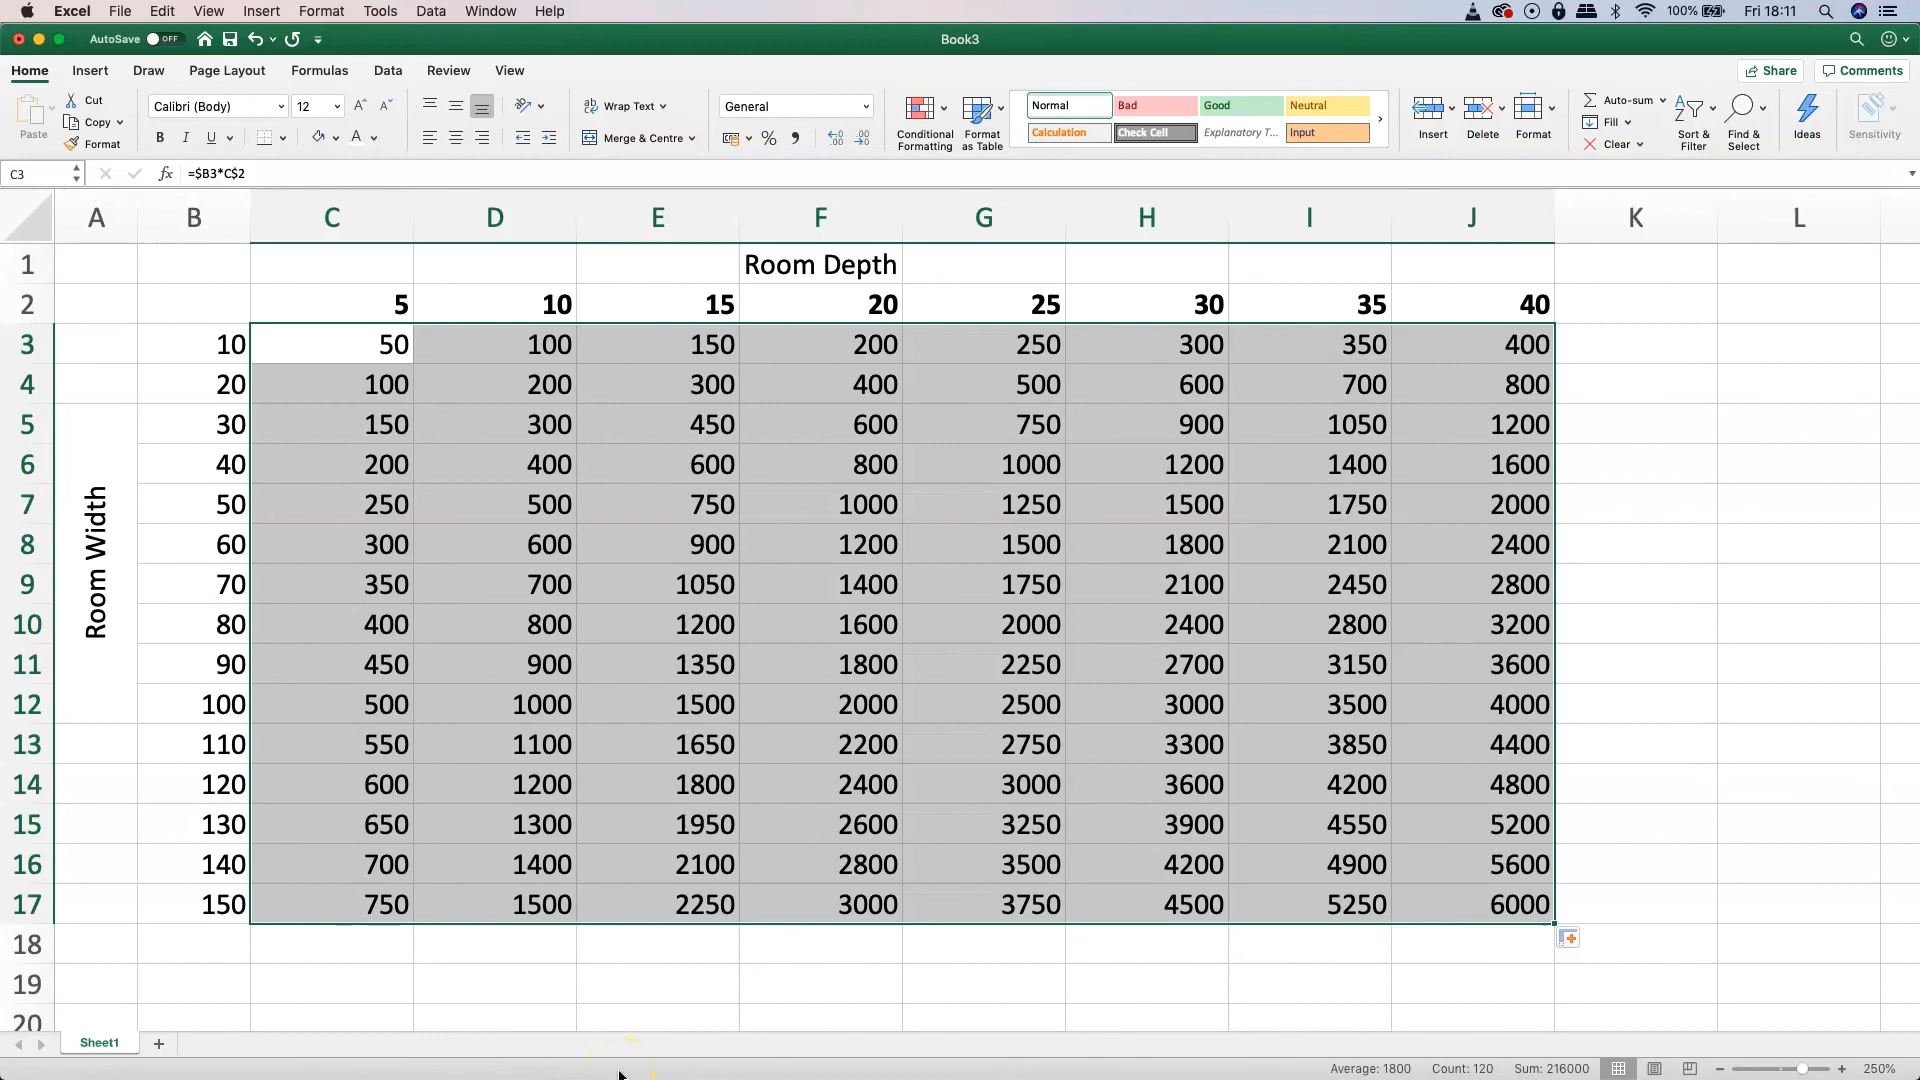 Excel File Edit View Insert Format Tools Data Window Help 100% Fri 18:11
AutoSave OFF Book3
Home Insert Draw Page Layout Formulas Data Review View Share Comments
Paste Cut Copy Format
Calibri (Body) 12 A^ A
B I U A
Wrap Text
Merge & Centre
General
% ,
Conditional Formatting
Format as Table
Normal Bad Good Neutral
Calculation Check Cell Explanatory T... Input
Insert Delete Format
Auto-sum
Fill
Clear
Sort & Filter
Find & Select
Ideas
Sensitivity
C3 fx =$B3*C$2
A B C D E F G H I J K L
1 Room Depth
2 5 10 15 20 25 30 35 40
3 10 50 100 150 200 250 300 350 400
4 20 100 200 300 400 500 600 700 800
Room Width
5 30 150 300 450 600 750 900 1050 1200
6 40 200 400 600 800 1000 1200 1400 1600
7 50 250 500 750 1000 1250 1500 1750 2000
8 60 300 600 900 1200 1500 1800 2100 2400
9 70 350 700 1050 1400 1750 2100 2450 2800
10 80 400 800 1200 1600 2000 2400 2800 3200
11 90 450 900 1350 1800 2250 2700 3150 3600
12 100 500 1000 1500 2000 2500 3000 3500 4000
13 110 550 1100 1650 2200 2750 3300 3850 4400
14 120 600 1200 1800 2400 3000 3600 4200 4800
15 130 650 1300 1950 2600 3250 3900 4550 5200
16 140 700 1400 2100 2800 3500 4200 4900 5600
17 150 750 1500 2250 3000 3750 4500 5250 6000
18
19
20
Sheet1 +
Average: 1800 Count: 120 Sum: 216000 − + 250%